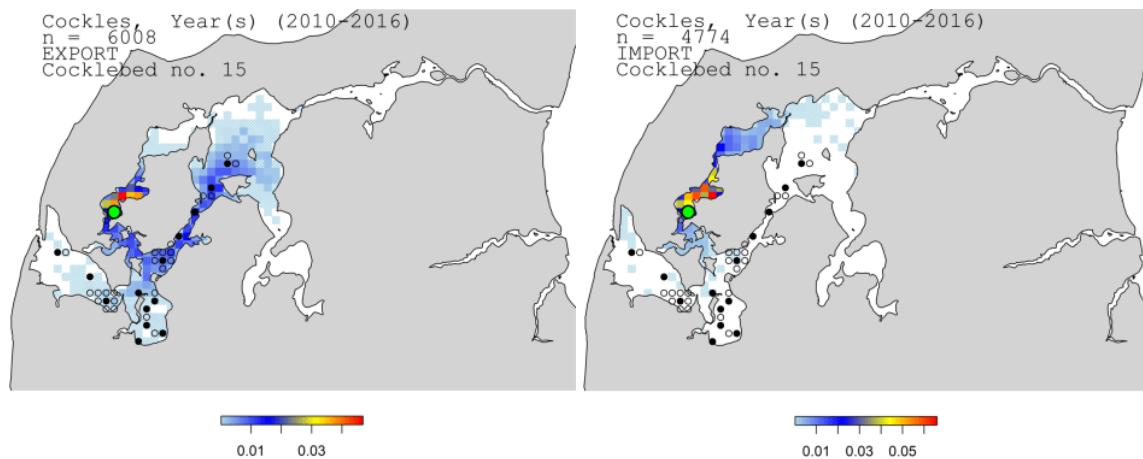 Cockles, Year(s) (2010-2016)
n = 6008
EXPORT
Cocklebed no. 15
0.01 0.03
Cockles, Year(s) (2010-2016)
n = 4774
IMPORT
Cocklebed no. 15
0.01 0.03 0.05